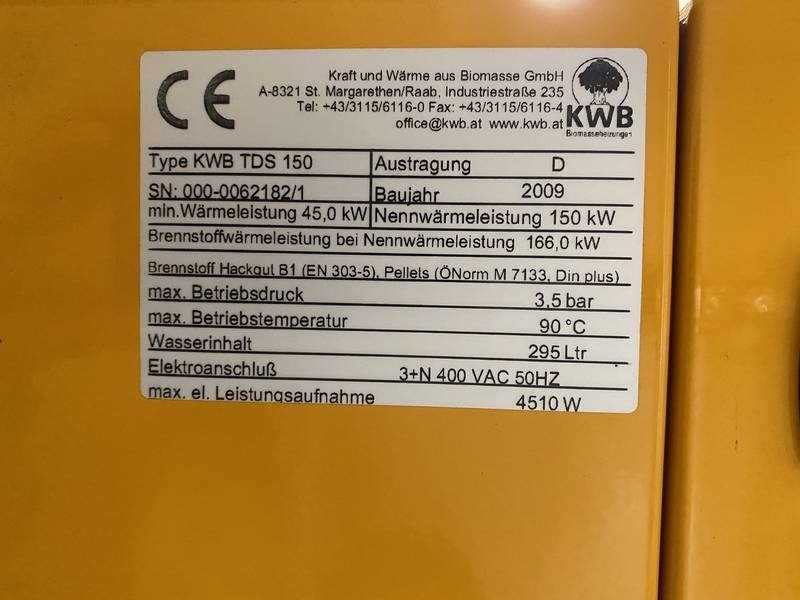 CE
Kraft und Wärme aus Biomasse GmbH
A-8321 St. Margarethen/Raab, Industriestraße 235
Tel: +43/3115/6116-0 Fax: +43/3115/6116-4
office@kwb.at www.kwb.at
KWB
Biomasseheizungen
Type KWB TDS 150 Austragung D
SN: 000-0062182/1 Baujahr 2009
min.Wärmeleistung 45,0 kW Nennwärmeleistung 150 kW
Brennstoffwärmeleistung bei Nennwärmeleistung 166,0 kW
Brennstoff Hackgut B1 (EN 303-5), Pellets (ÖNorm M 7133, Din plus)
max. Betriebsdruck 3,5 bar
max. Betriebstemperatur 90 °C
Wasserinhalt 295 Ltr
Elektroanschluß 3+N 400 VAC 50HZ
max. el. Leistungsaufnahme 4510 W